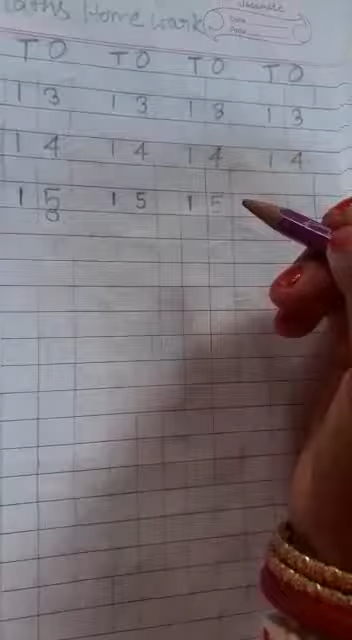 Maths Home work
Date
T O T O T O T O
1 3 1 3 1 3 1 3
1 4 1 4 1 4 1 4
1 5 1 5 1 5